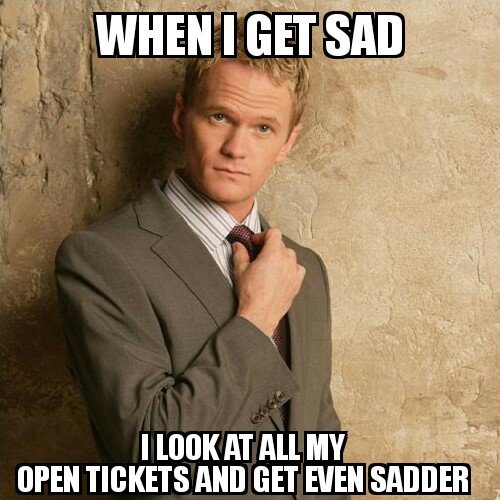 WHEN I GET SAD
I LOOK AT ALL MY
OPEN TICKETS AND GET EVEN SADDER